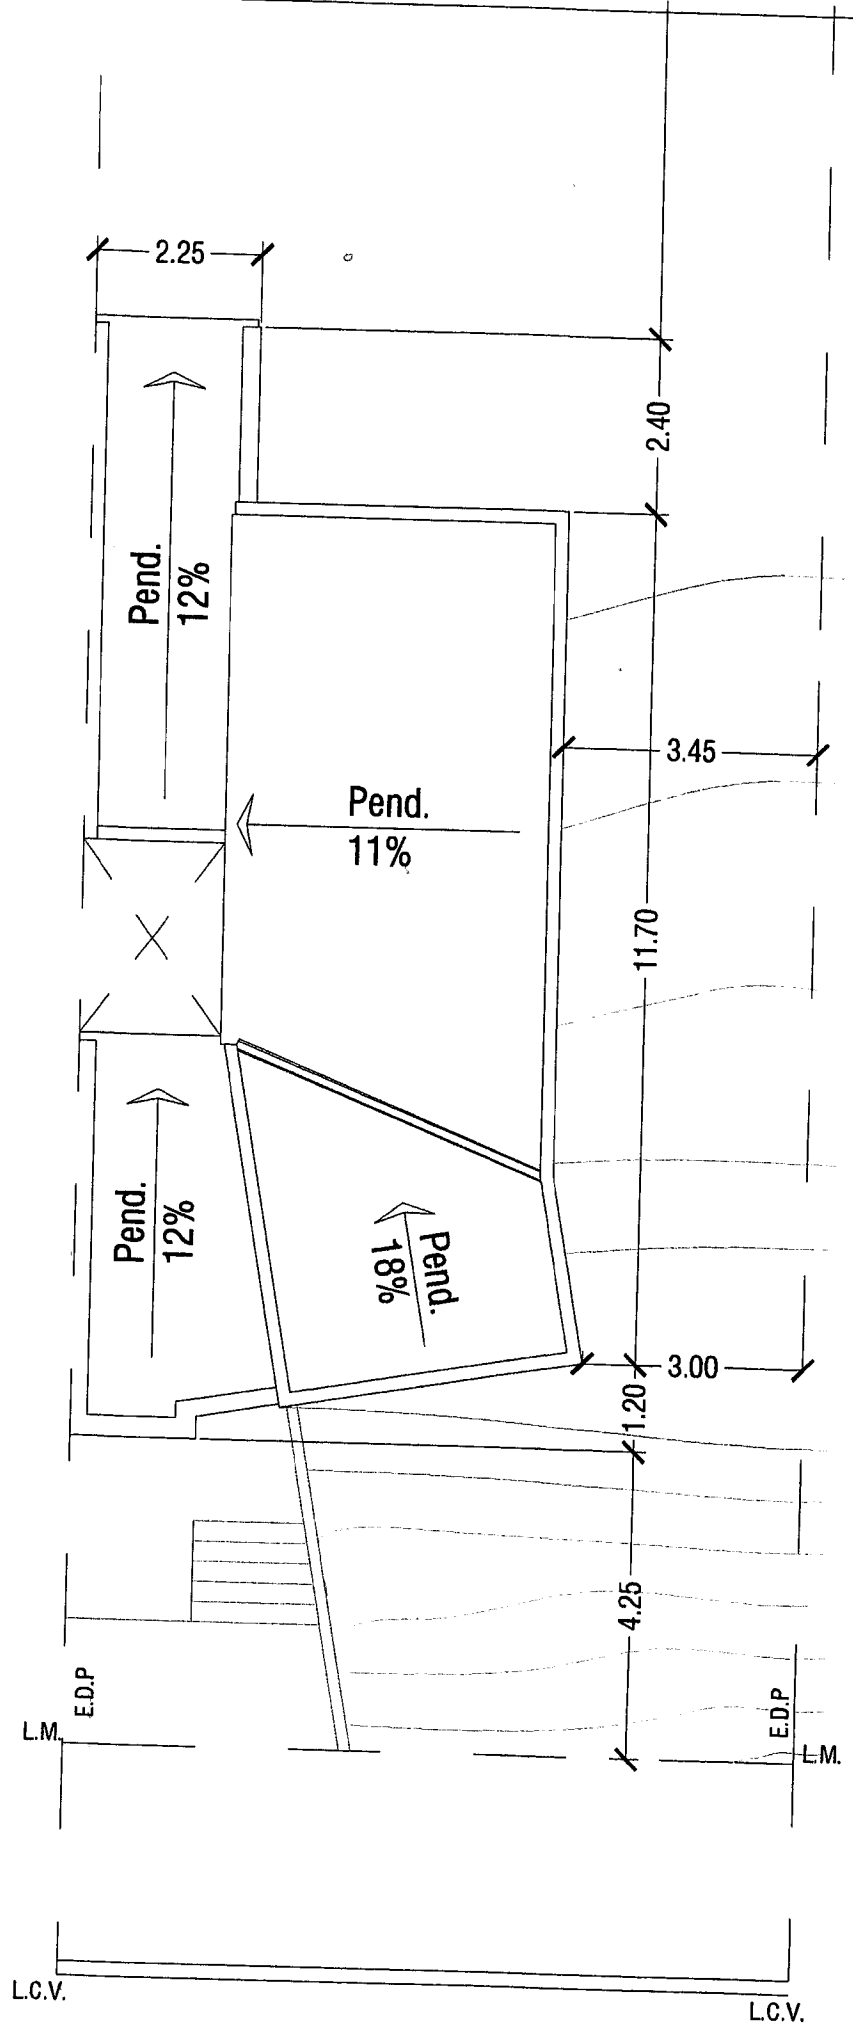 2.25
2.40
Pend.
12%
3.45
Pend.
11%
11.70
Pend.
12%
Pend.
18%
3.00
1.20
4.25
E.D.P
E.D.P
L.M.
L.M.
L.C.V.
L.C.V.